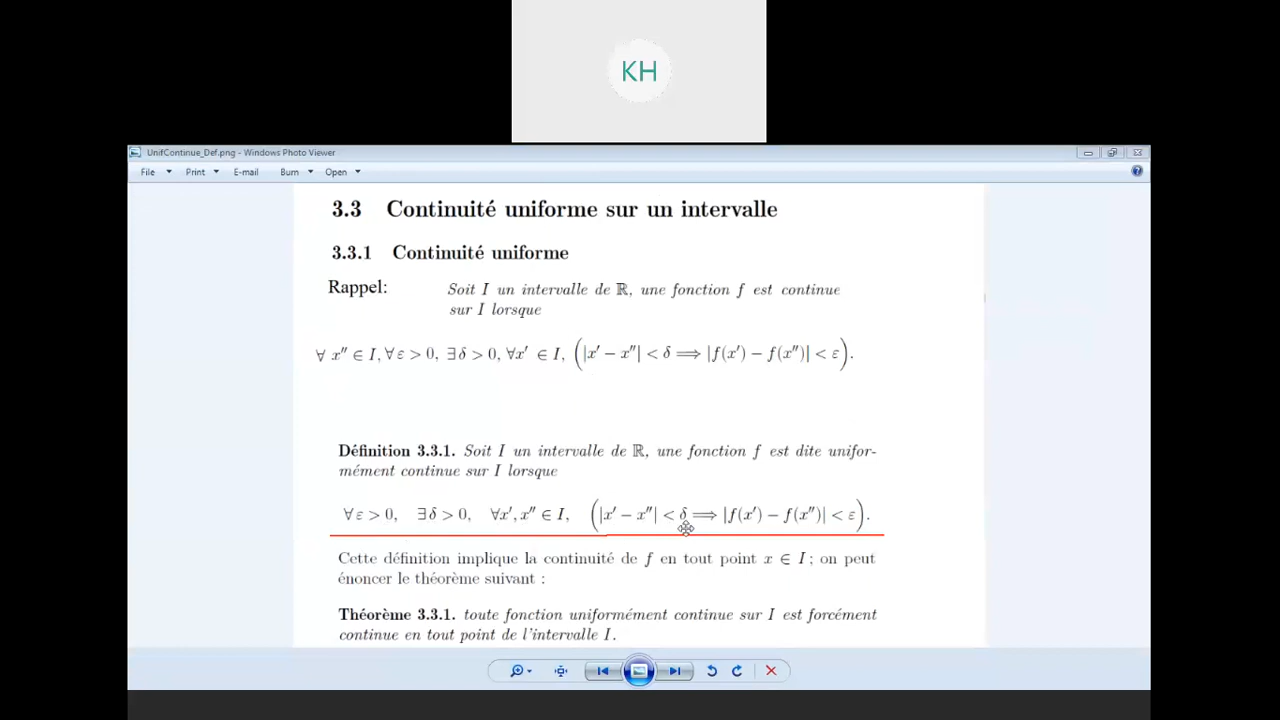 KH
UnifContinue_Def.png - Windows Photo Viewer
File Print E-mail Burn Open
3.3 Continuité uniforme sur un intervalle
3.3.1 Continuité uniforme
Rappel: Soit I un intervalle de ℝ, une fonction f est continue
sur I lorsque
∀ x″ ∈ I, ∀ ε > 0, ∃ δ > 0, ∀x′ ∈ I, (|x′ − x″| < δ ⟹ |f(x′) − f(x″)| < ε).
Définition 3.3.1. Soit I un intervalle de ℝ, une fonction f est dite unifor-
mément continue sur I lorsque
∀ ε > 0, ∃ δ > 0, ∀x′, x″ ∈ I, (|x′ − x″| < δ ⟹ |f(x′) − f(x″)| < ε).
Cette définition implique la continuité de f en tout point x ∈ I ; on peut
énoncer le théorème suivant :
Théorème 3.3.1. toute fonction uniformément continue sur I est forcément
continue en tout point de l'intervalle I.